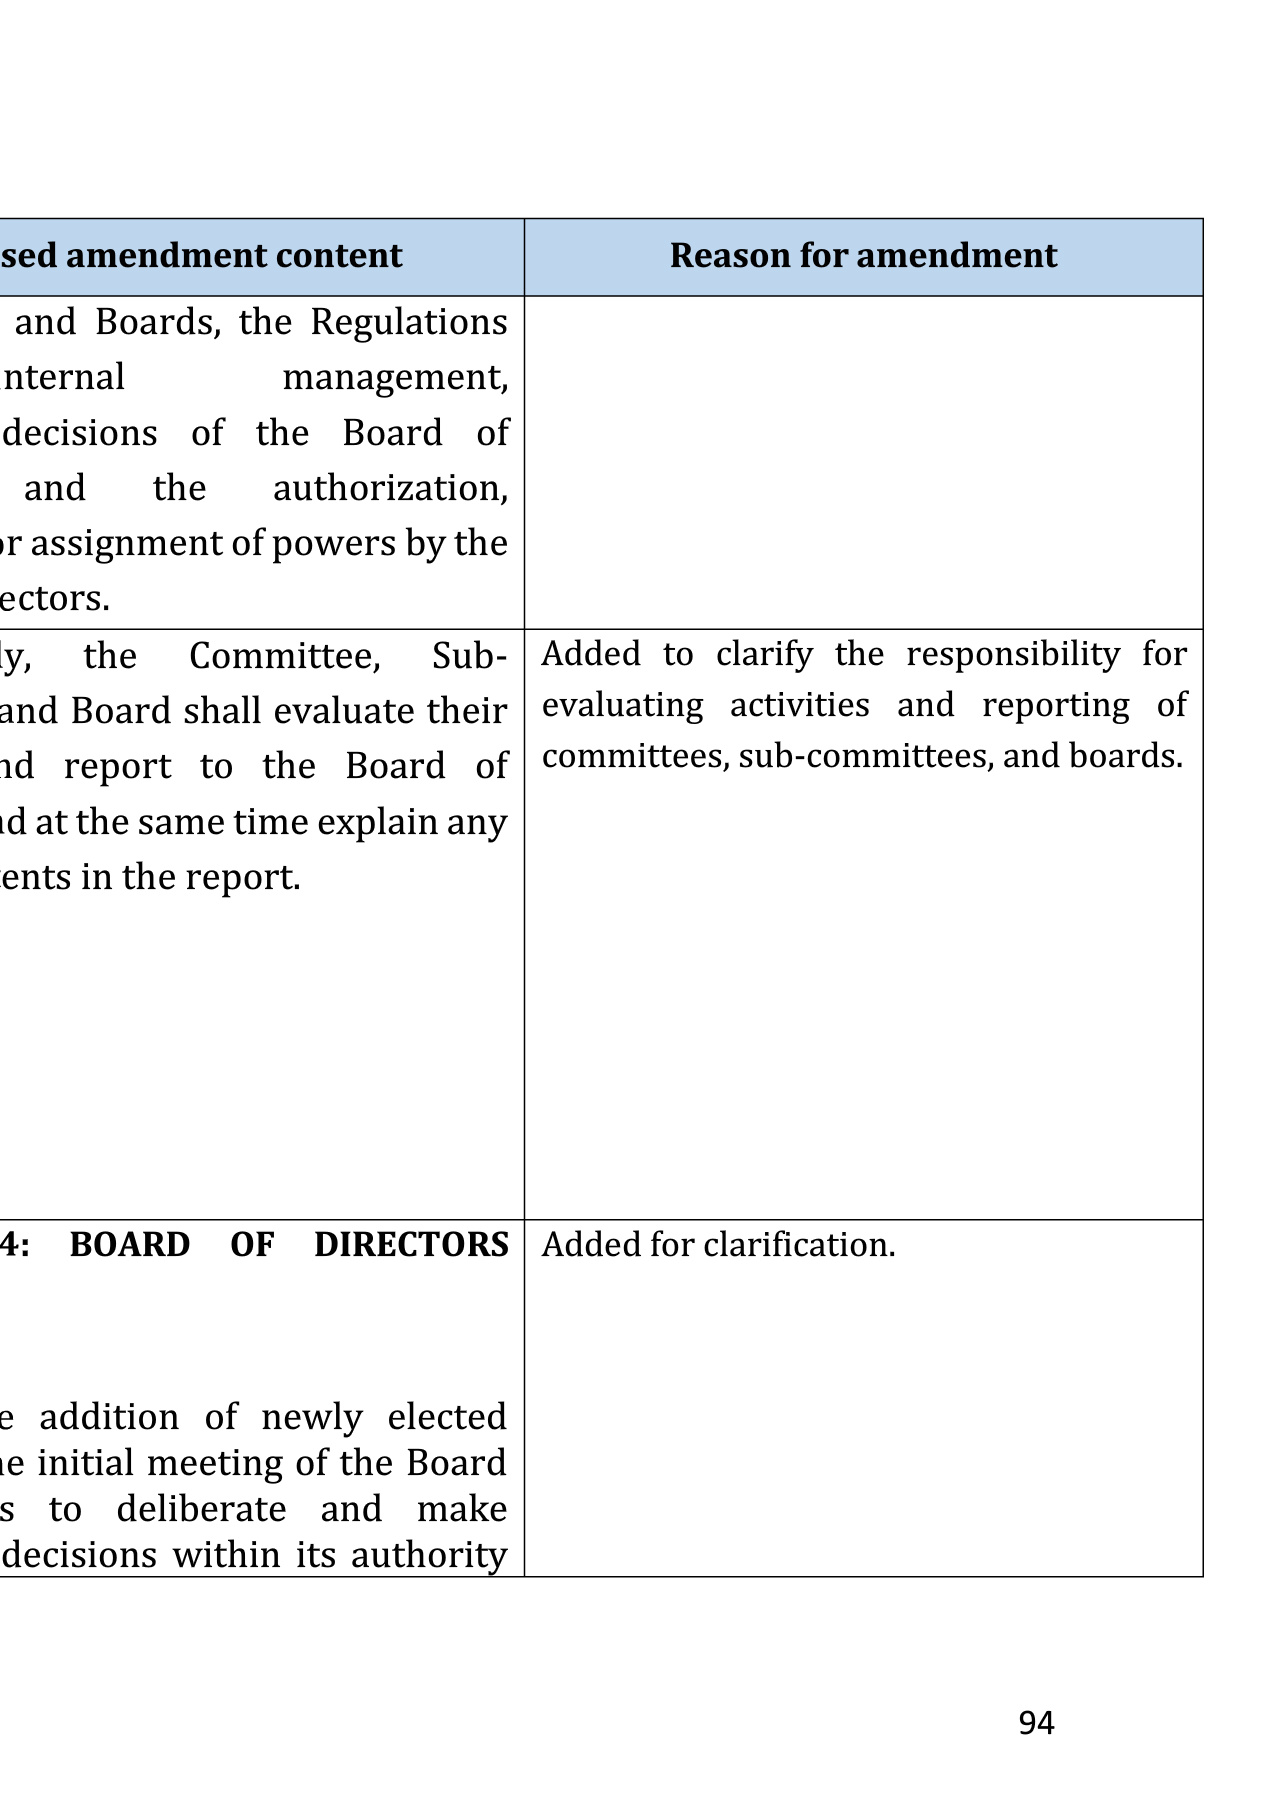 sed amendment content
Reason for amendment
and Boards, the Regulations
internal management,
decisions of the Board of
and the authorization,
or assignment of powers by the
ectors.
ly, the Committee, Sub-
and Board shall evaluate their
nd report to the Board of
nd at the same time explain any
tents in the report.
Added to clarify the responsibility for
evaluating activities and reporting of
committees, sub-committees, and boards.
4: BOARD OF DIRECTORS
e addition of newly elected
he initial meeting of the Board
s to deliberate and make
decisions within its authority
Added for clarification.
94